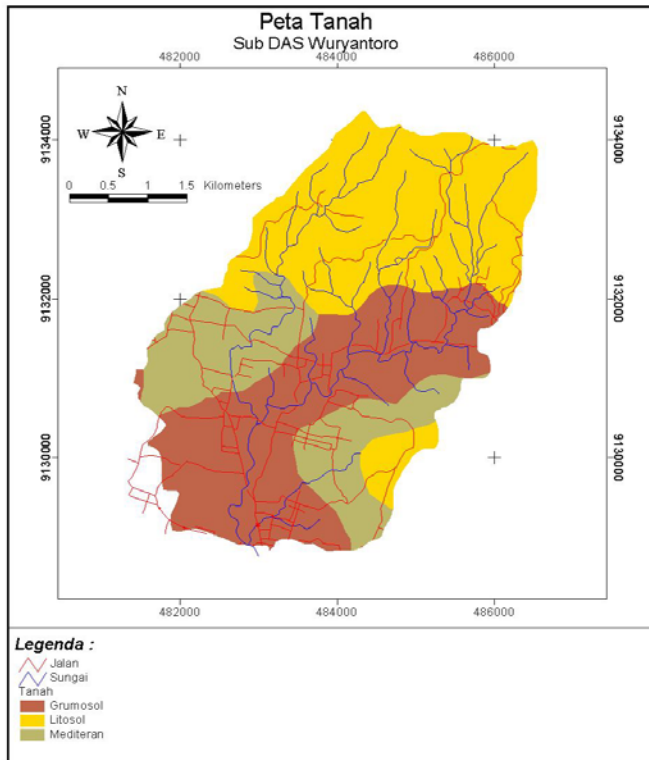 Peta Tanah
Sub DAS Wuryantoro
482000 484000 486000
N
W E
S
0 0.5 1 1.5 Kilometers
9134000 9134000
9132000 9132000
9130000 9130000
482000 484000 486000
Legenda :
Jalan
Sungai
Tanah
Grumosol
Litosol
Mediteran